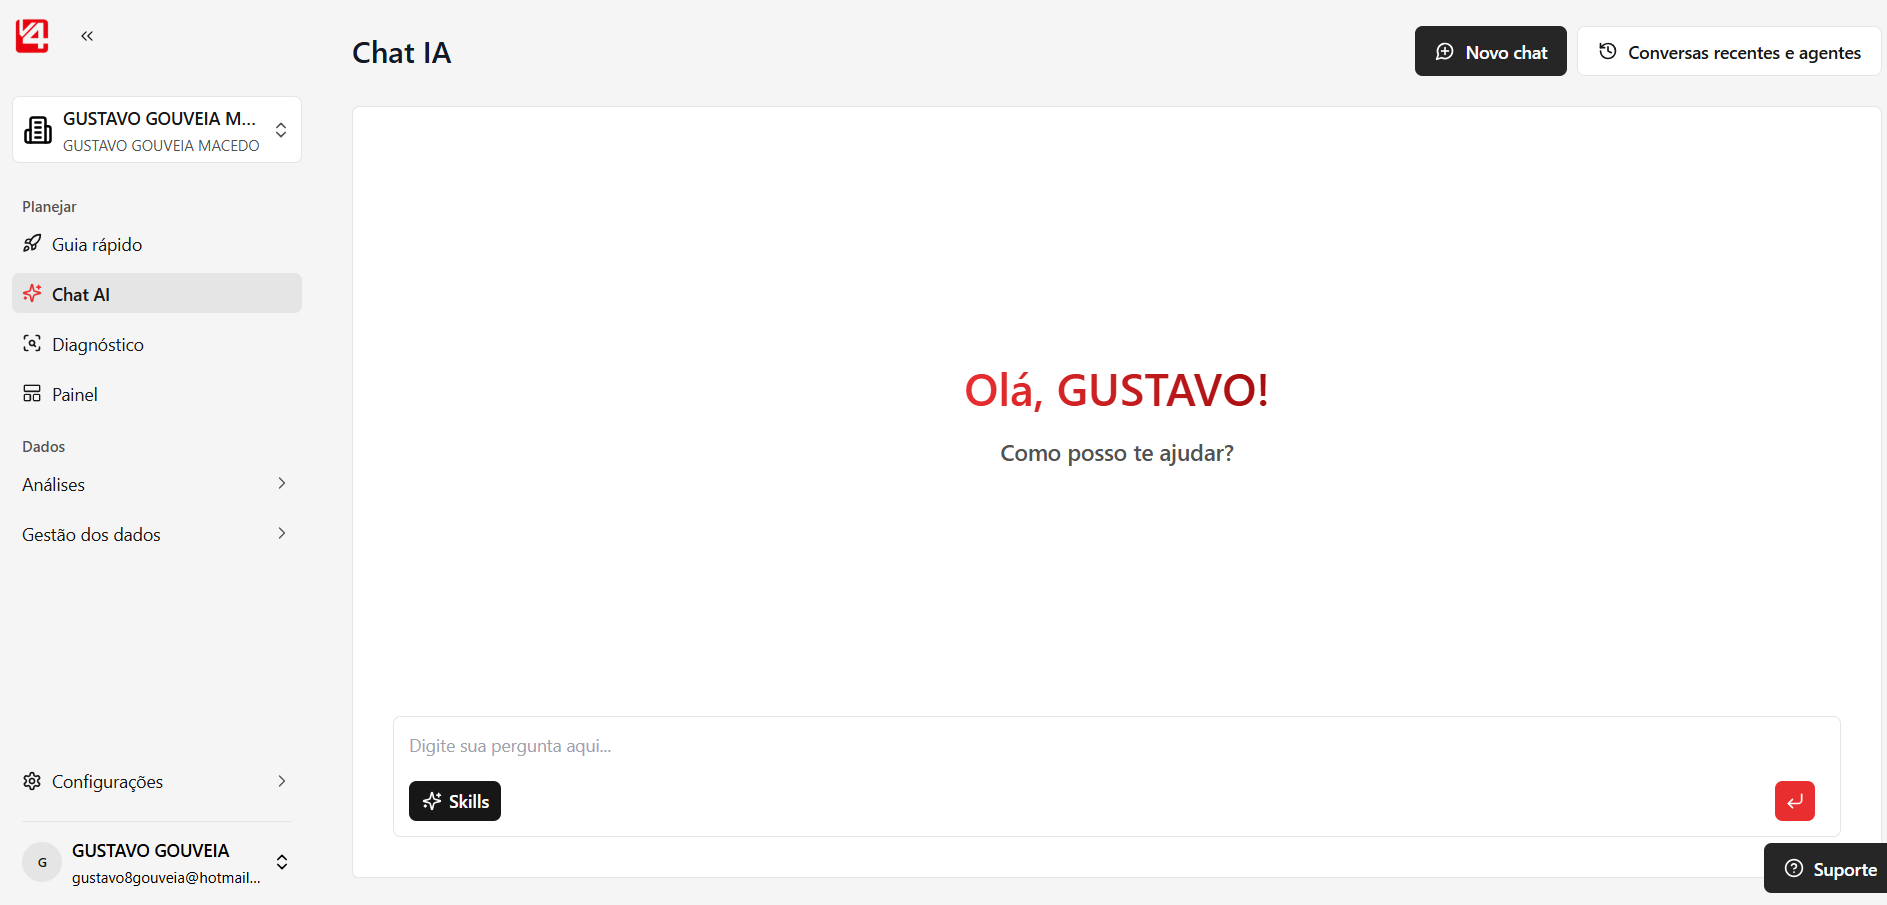 V4
GUSTAVO GOUVEIA M...
GUSTAVO GOUVEIA MACEDO
Planejar
Guia rápido
Chat AI
Diagnóstico
Painel
Dados
Análises
Gestão dos dados
Configurações
G
GUSTAVO GOUVEIA
gustavo8gouveia@hotmail...
Chat IA
Novo chat
Conversas recentes e agentes
Olá, GUSTAVO!
Como posso te ajudar?
Digite sua pergunta aqui...
Skills
Suporte